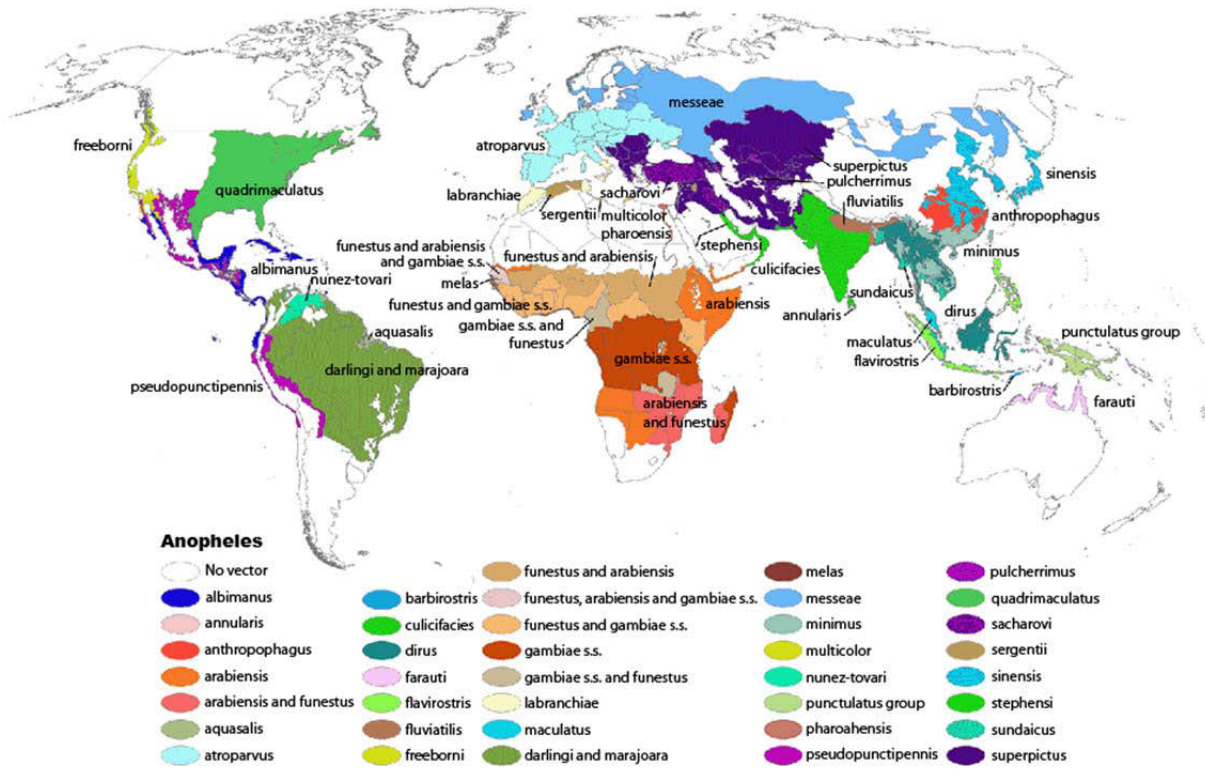 messeae
freeborni
atroparvus
superpictus
quadrimaculatus
pulcherrimus
sinensis
labranchiae
sacharovi
fluviatilis
sergentii
multicolor
anthropophagus
pharoensis
funestus and arabiensis
and gambiae s.s.
stephensi
minimus
albimanus
funestus and arabiensis
nunez-tovari
culicifacies
melas
sundaicus
arabiensis
funestus and gambiae s.s.
annularis
dirus
aquasalis
gambiae s.s. and
funestus
punctulatus group
maculatus
gambiae s.s.
flavirostris
darlingi and marajoara
pseudopunctipennis
barbirostris
arabiensis
and funestus
farauti
Anopheles
No vector
albimanus
annularis
anthropophagus
arabiensis
arabiensis and funestus
aquasalis
atroparvus
barbirostris
culicifacies
dirus
farauti
flavirostris
fluviatilis
freeborni
funestus and arabiensis
funestus, arabiensis and gambiae s.s.
funestus and gambiae s.s.
gambiae s.s.
gambiae s.s. and funestus
labranchiae
maculatus
darlingi and marajoara
melas
messeae
minimus
multicolor
nunez-tovari
punctulatus group
pharoahensis
pseudopunctipennis
pulcherrimus
quadrimaculatus
sacharovi
sergentii
sinensis
stephensi
sundaicus
superpictus